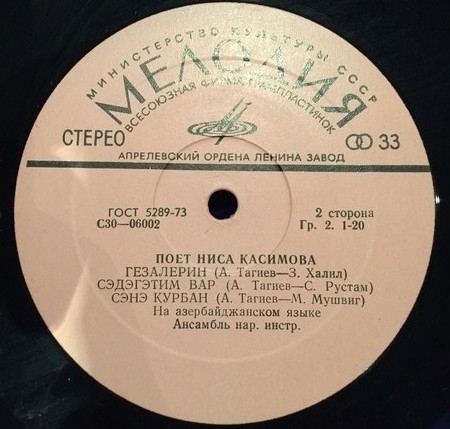 МИНИСТЕРСТВО КУЛЬТУРЫ СССР
МЕЛОДИЯ
ВСЕСОЮЗНАЯ ФИРМА ГРАМПЛАСТИНОК
СТЕРЕО 33
АПРЕЛЕВСКИЙ ОРДЕНА ЛЕНИНА ЗАВОД
ГОСТ 5289-73 2 сторона
С30—06002 Гр. 2. 1-20
ПОЕТ НИСА КАСИМОВА
ГЕЗАЛЕРИН (А. Тагиев—З. Халил)
СЭДЭГЭТИМ ВАР (А. Тагиев—С. Рустам)
СЭНЭ КУРБАН (А. Тагиев—М. Мушвиг)
На азербайджанском языке
Ансамбль нар. инстр.